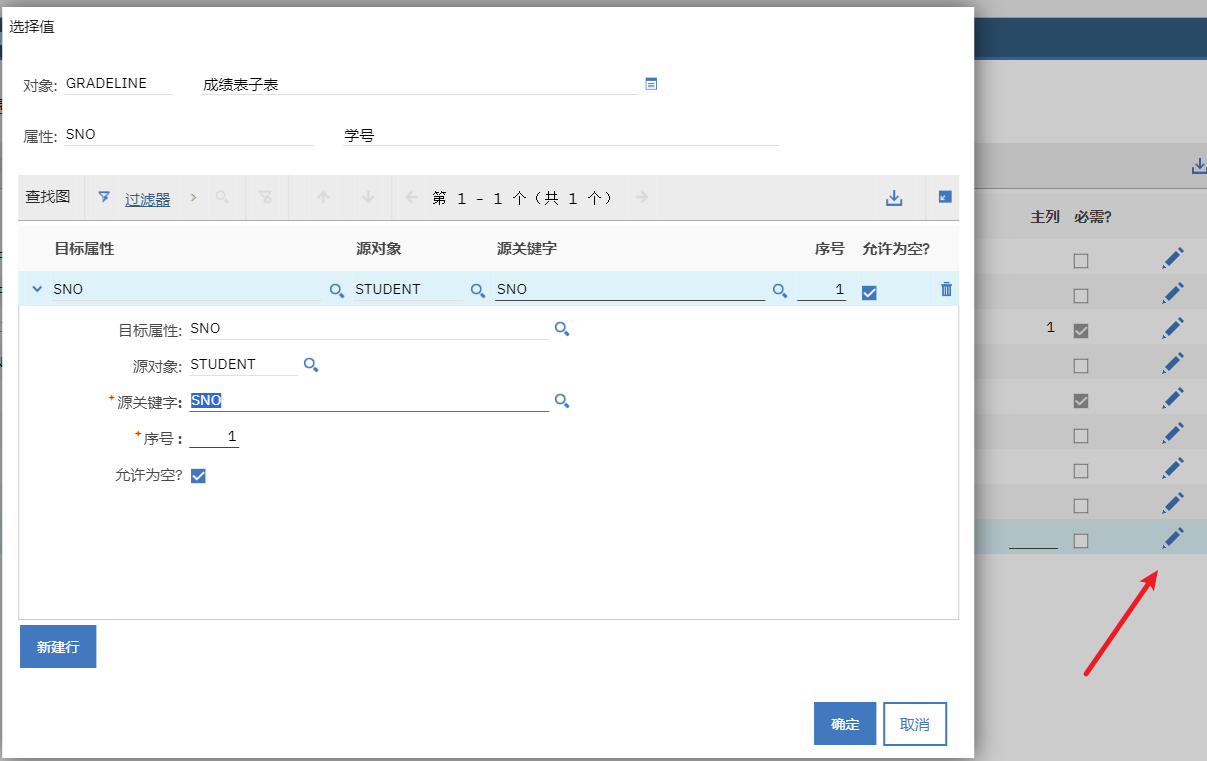 选择值
对象: GRADELINE 成绩表子表
属性: SNO 学号
查找图 过滤器 第 1 - 1 个（共 1 个）
主列 必需?
目标属性 源对象 源关键字 序号 允许为空?
SNO STUDENT SNO 1
目标属性: SNO
1
源对象: STUDENT
*源关键字: SNO
*序号: 1
允许为空?
新建行
确定 取消